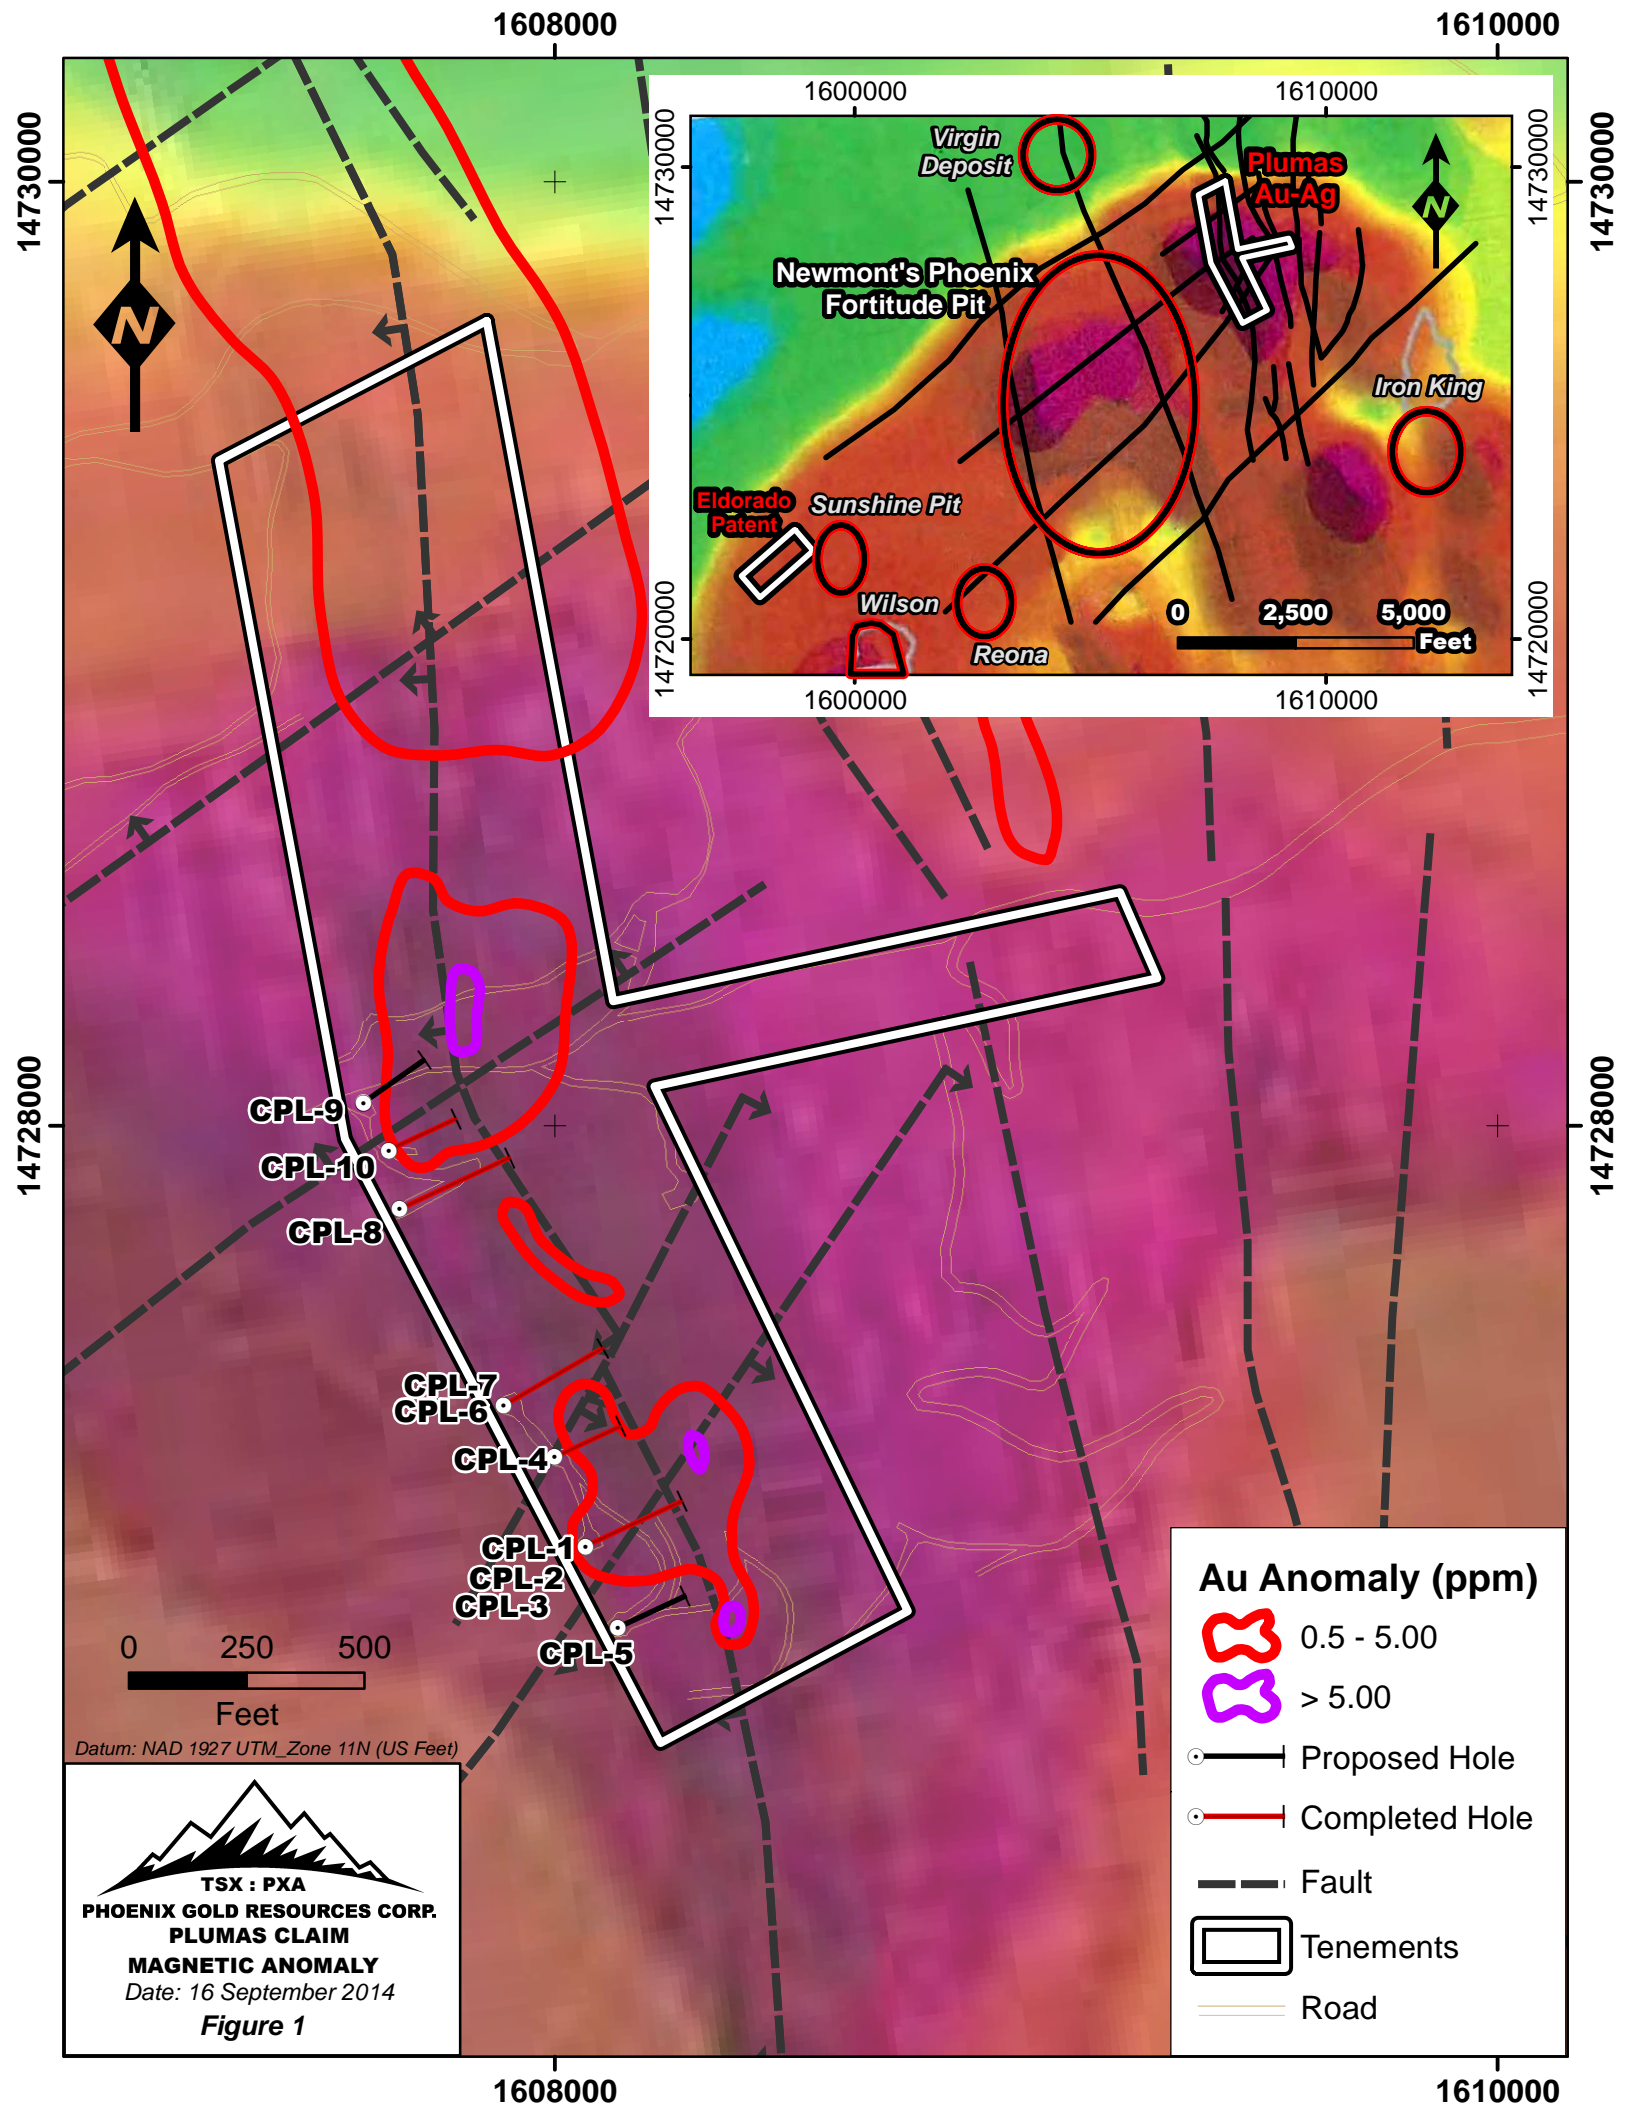 1608000
1610000
14730000
14730000
14728000
14728000
1608000
1610000
1600000
1610000
14730000
14730000
14720000
14720000
1600000
1610000
Virgin
Deposit
Plumas
Au-Ag
N
Newmont's Phoenix
Fortitude Pit
Iron King
Eldorado
Patent
Sunshine Pit
Wilson
Reona
0
2,500
5,000
Feet
N
CPL-9
CPL-10
CPL-8
CPL-7
CPL-6
CPL-4
CPL-1
CPL-2
CPL-3
CPL-5
0
250
500
Feet
Datum: NAD 1927 UTM_Zone 11N (US Feet)
TSX : PXA
PHOENIX GOLD RESOURCES CORP.
PLUMAS CLAIM
MAGNETIC ANOMALY
Date: 16 September 2014
Figure 1
Au Anomaly (ppm)
0.5 - 5.00
> 5.00
Proposed Hole
Completed Hole
Fault
Tenements
Road